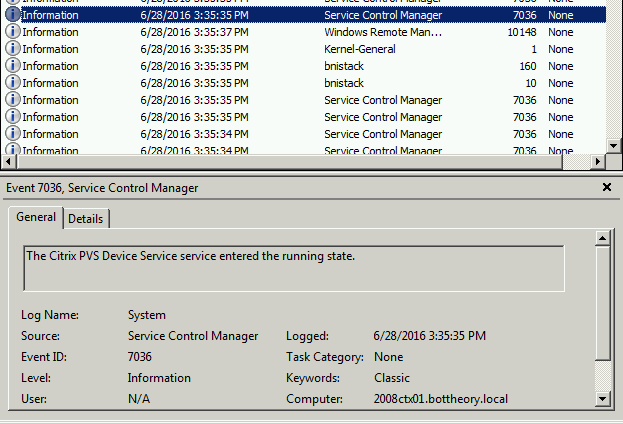 Information 6/28/2016 3:35:35 PM Service Control Manager 7036 None
Information 6/28/2016 3:35:37 PM Windows Remote Man... 10148 None
Information 6/28/2016 3:35:35 PM Kernel-General 1 None
Information 6/28/2016 3:35:35 PM bnistack 160 None
Information 6/28/2016 3:35:35 PM bnistack 10 None
Information 6/28/2016 3:35:35 PM Service Control Manager 7036 None
Information 6/28/2016 3:35:35 PM Service Control Manager 7036 None
Information 6/28/2016 3:35:34 PM Service Control Manager 7036 None
Information 6/28/2016 3:35:34 PM Service Control Manager 7036 None
Event 7036, Service Control Manager
General Details
The Citrix PVS Device Service service entered the running state.
Log Name: System
Source: Service Control Manager Logged: 6/28/2016 3:35:35 PM
Event ID: 7036 Task Category: None
Level: Information Keywords: Classic
User: N/A Computer: 2008ctx01.bottheory.local